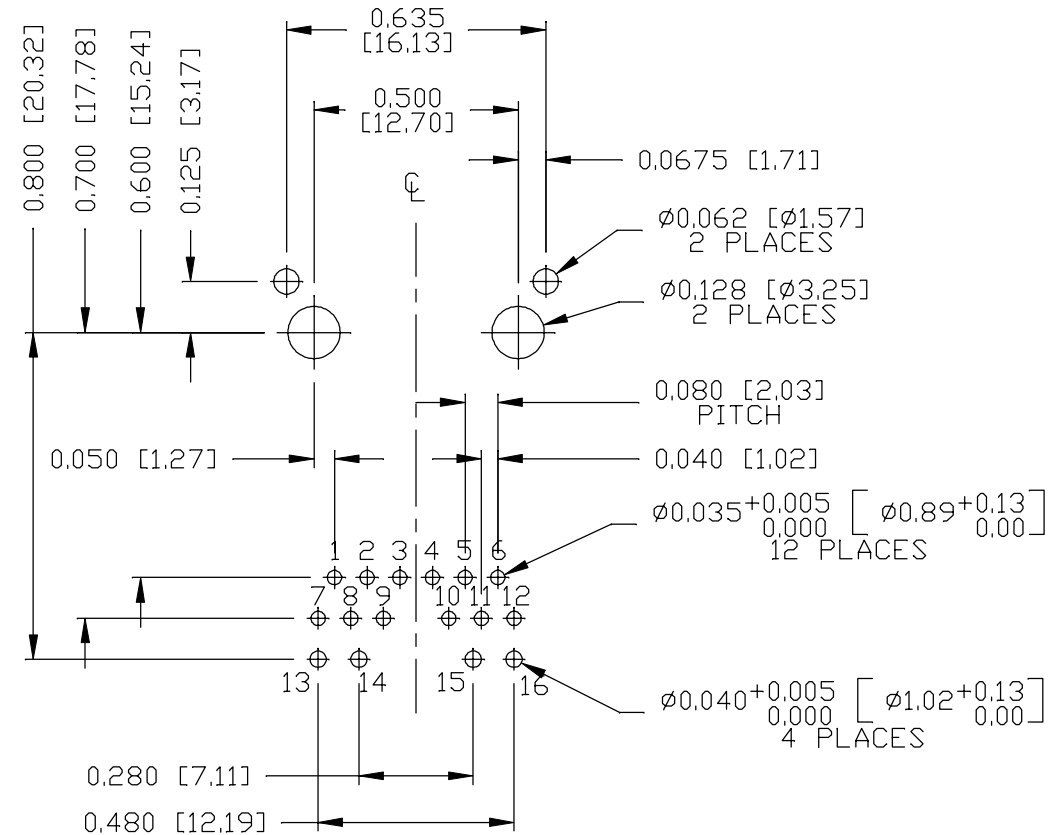 0.635
[16.13]
0.800 [20.32]
0.700 [17.78]
0.600 [15.24]
0.125 [3.17]
0.500
[12.70]
0.0675 [1.71]
℄
Ø0.062 [Ø1.57]
2 PLACES
Ø0.128 [Ø3.25]
2 PLACES
0.080 [2.03]
PITCH
0.050 [1.27]
0.040 [1.02]
Ø0.035+0.005 [Ø0.89+0.13]
0.000 0.00
12 PLACES
1 2 3 4 5 6
7 8 9 10 11 12
13 14 15 16
Ø0.040+0.005 [Ø1.02+0.13]
0.000 0.00
4 PLACES
0.280 [7.11]
0.480 [12.19]